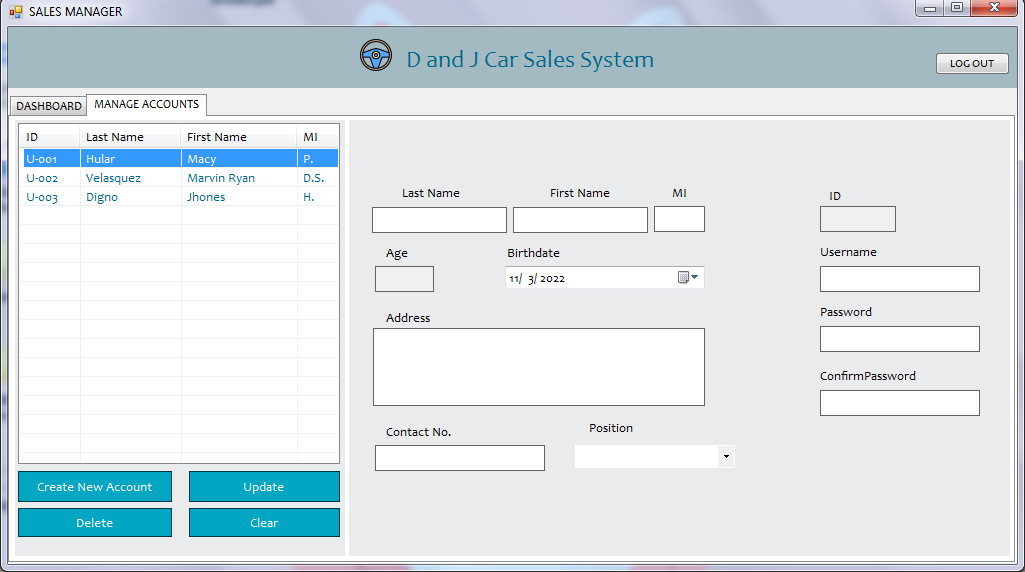 SALES MANAGER
D and J Car Sales System
LOG OUT
DASHBOARD MANAGE ACCOUNTS
ID Last Name First Name MI
U-001 Hular Macy P.
U-002 Velasquez Marvin Ryan D.S.
U-003 Digno Jhones H.
Create New Account Update
Delete Clear
Last Name First Name MI
Age Birthdate
11/ 3/ 2022
Address
Contact No. Position
ID
Username
Password
ConfirmPassword